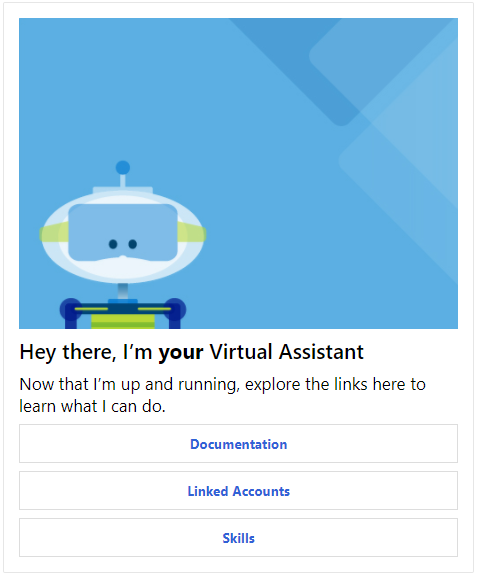 Hey there, I’m your Virtual Assistant
Now that I’m up and running, explore the links here to
learn what I can do.
Documentation
Linked Accounts
Skills